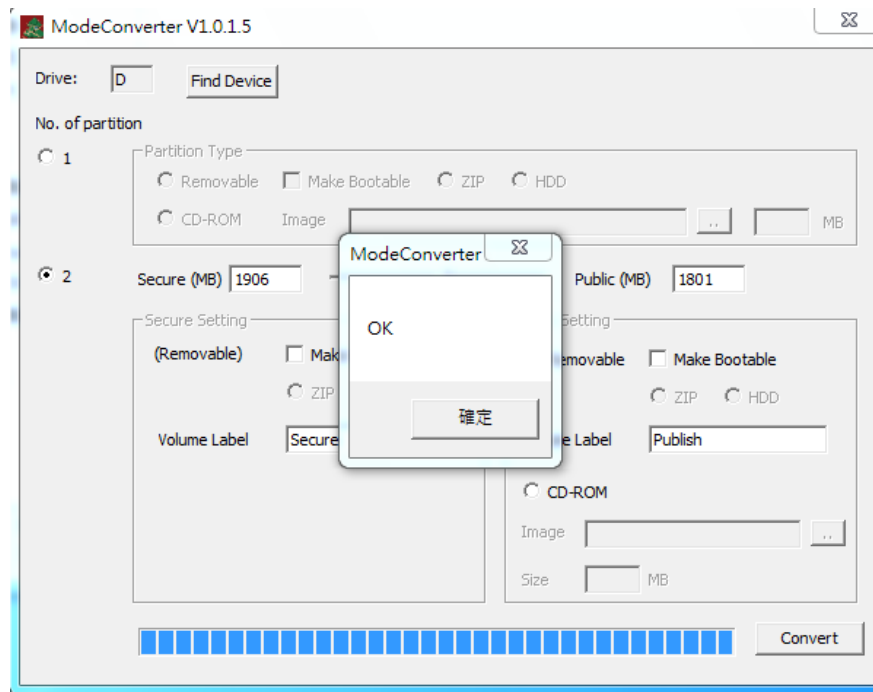 ModeConverter V1.0.1.5
Drive: D Find Device
No. of partition
1 Partition Type
Removable Make Bootable ZIP HDD
CD-ROM Image .. MB
ModeConverter
2 Secure (MB) 1906 Public (MB) 1801
OK
Secure Setting Setting
(Removable) Make Bootable
ZIP ZIP HDD
確定
Volume Label Secure Label Publish
CD-ROM
Image ..
Size MB
Convert